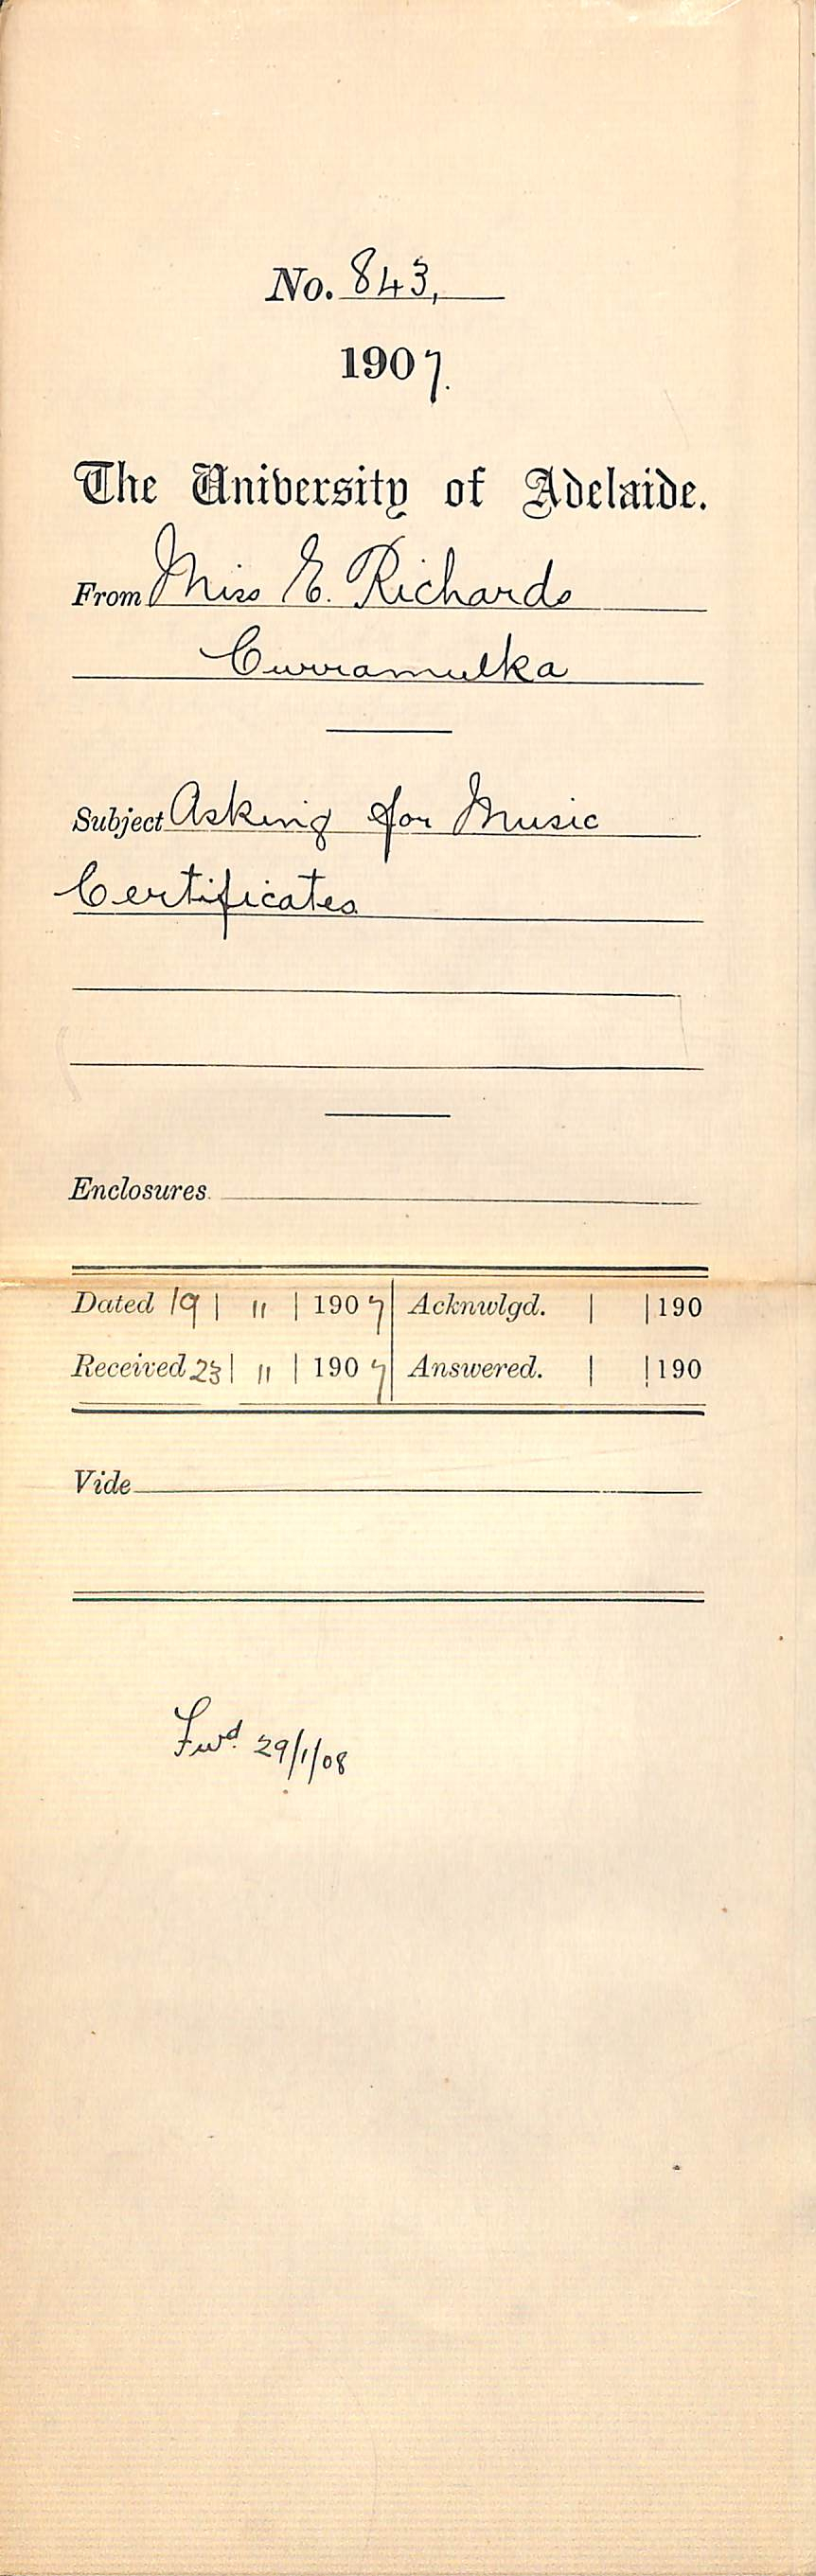 No. 843,
1907.
The University of Adelaide.
From Miss E. Richards
Curramulka
Subject Asking for Music
Certificates
Enclosures
Dated 19 | 11 | 1907 Acknwlgd. | | 190
Received 23 | 11 | 1907 Answered. | | 190
Vide
Fwd. 29/1/08